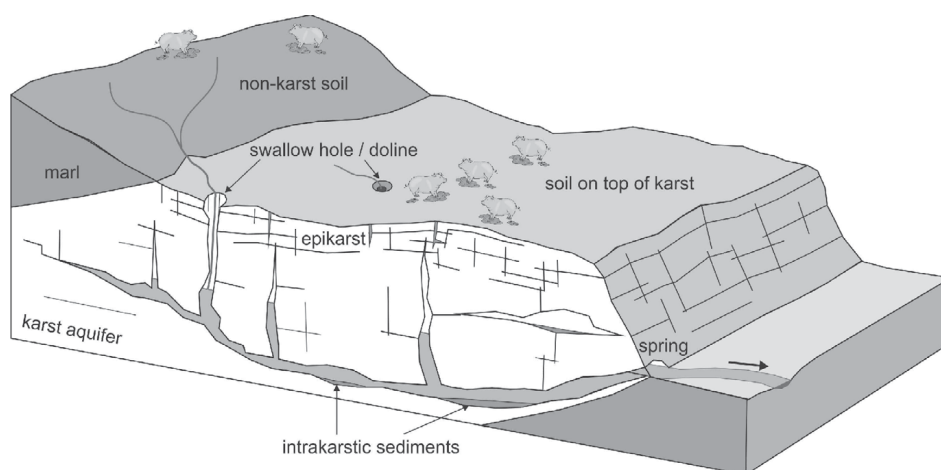 non-karst soil
swallow hole / doline
marl
soil on top of karst
epikarst
karst aquifer
spring
intrakarstic sediments